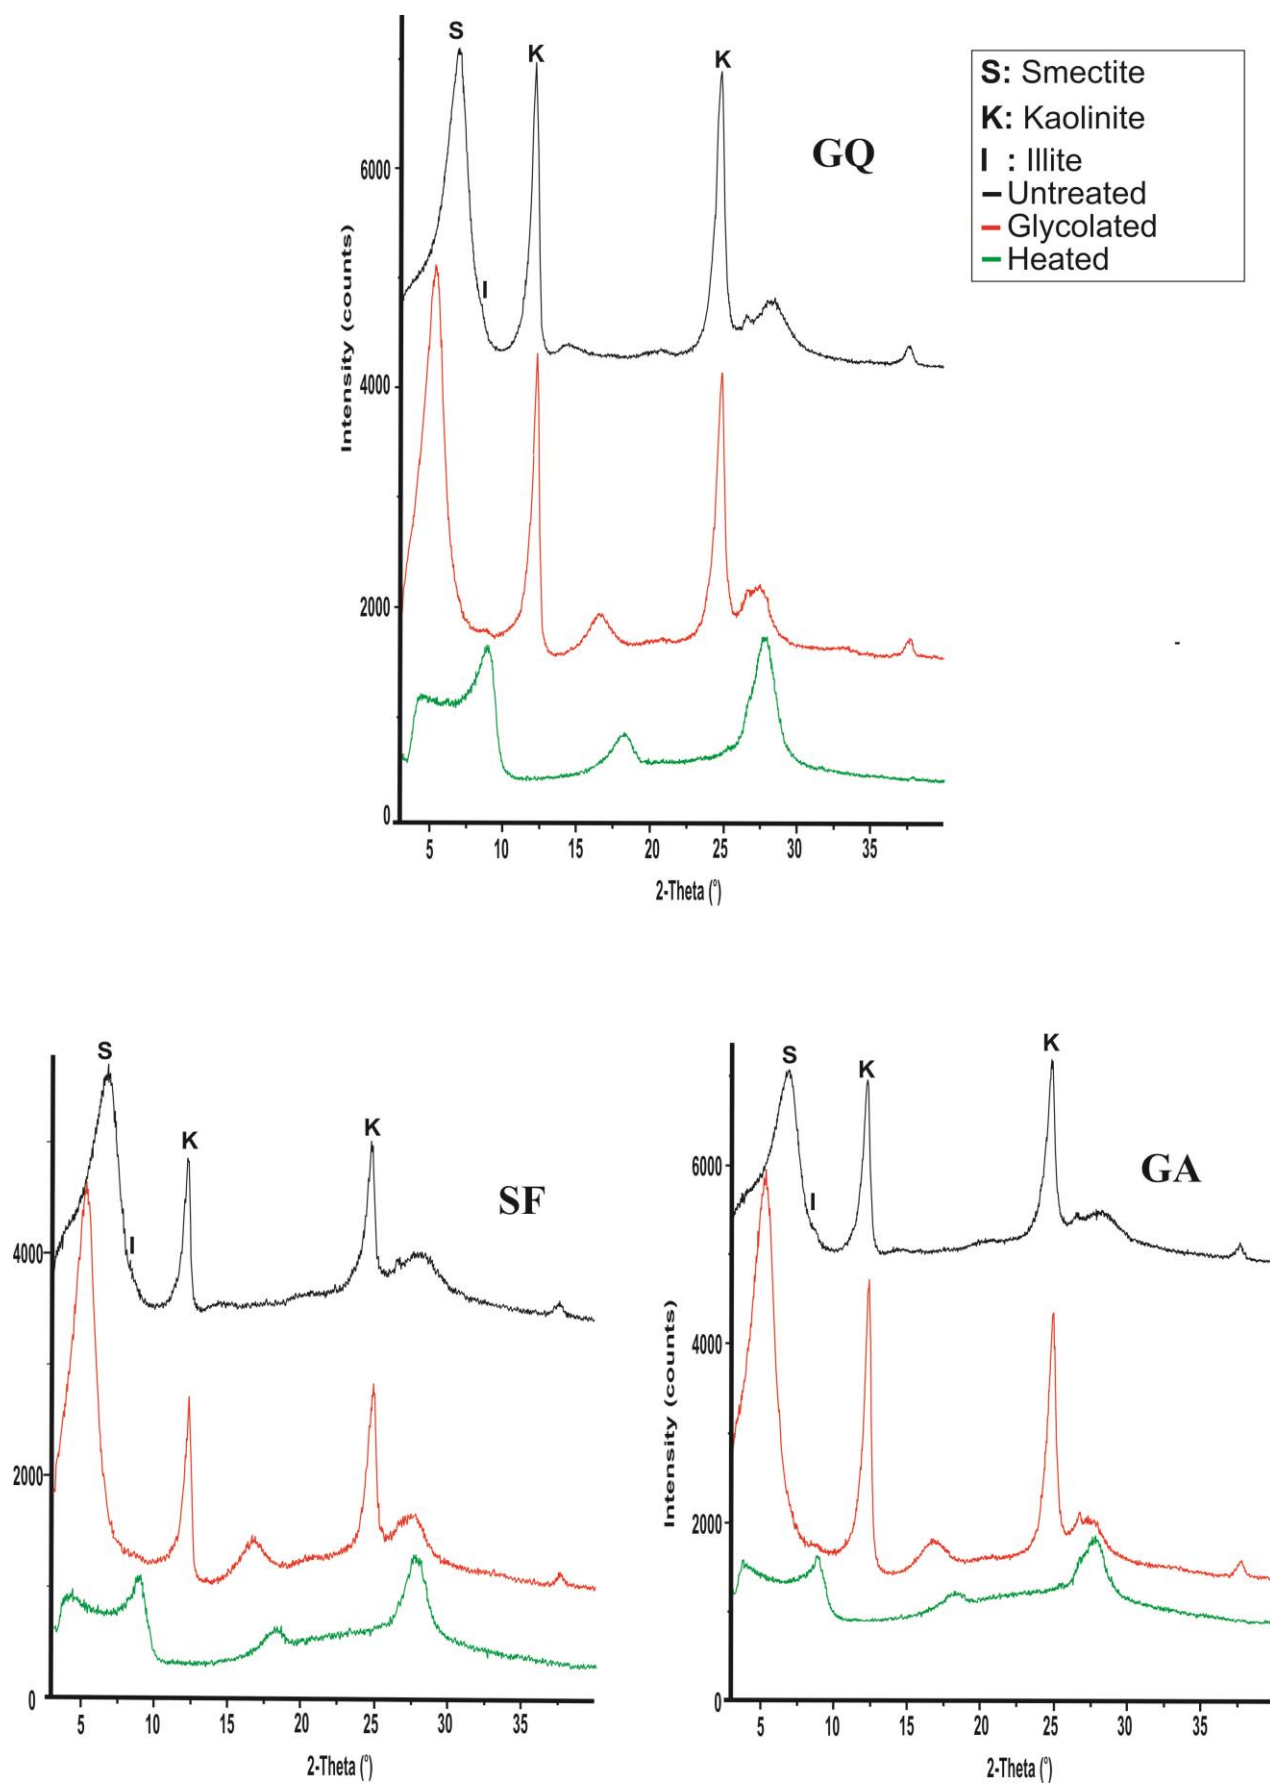 S
K
K
GQ
I
6000
4000
2000
0
Intensity (counts)
5 10 15 20 25 30 35
2-Theta (°)
S: Smectite
K: Kaolinite
I : Illite
Untreated
Glycolated
Heated
S
K
K
I
SF
4000
2000
0
5 10 15 20 25 30 35
2-Theta (°)
S
K
K
I
GA
6000
4000
2000
0
Intensity (counts)
5 10 15 20 25 30 35
2-Theta (°)